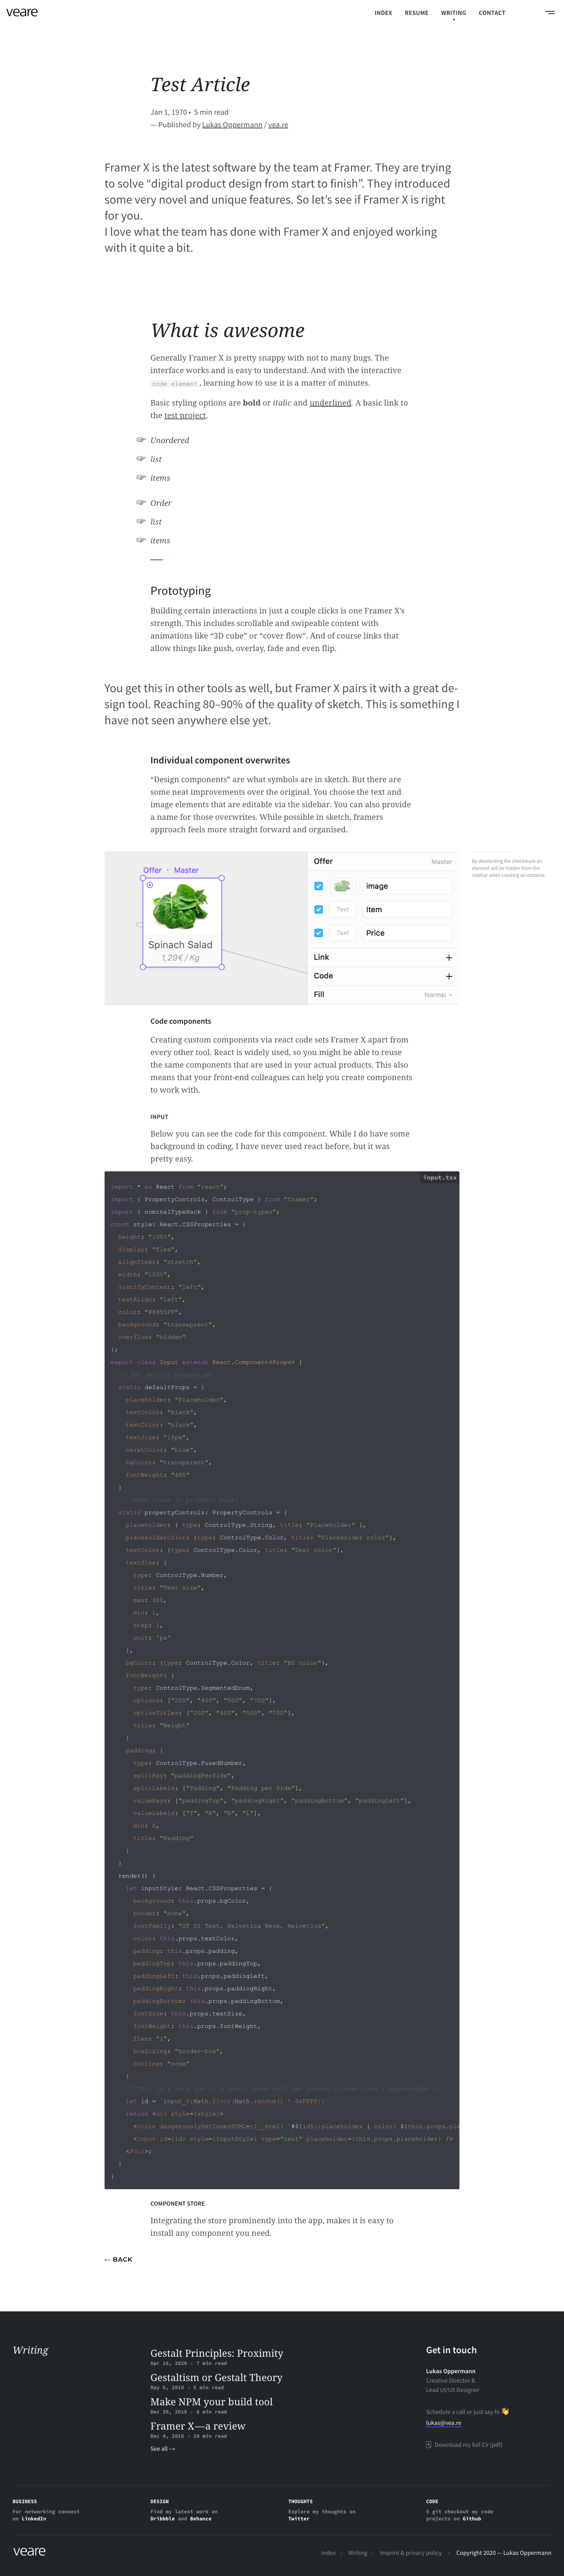 veare
INDEX RESUME WRITING CONTACT
Test Article
Jan 1, 1970 • 5 min read
— Published by Lukas Oppermann / vea.re
Framer X is the latest software by the team at Framer. They are trying
to solve “digital product design from start to finish”. They introduced
some very novel and unique features. So let’s see if Framer X is right
for you.
I love what the team has done with Framer X and enjoyed working
with it quite a bit.
What is awesome
Generally Framer X is pretty snappy with not to many bugs. The
interface works and is easy to understand. And with the interactive
code element, learning how to use it is a matter of minutes.
Basic styling options are bold or italic and underlined. A basic link to
the test project.
☞ Unordered
☞ list
☞ items
☞ Order
☞ list
☞ items
Prototyping
Building certain interactions in just a couple clicks is one Framer X’s
strength. This includes scrollable and swipeable content with
animations like “3D cube” or “cover flow”. And of course links that
allow things like push, overlay, fade and even flip.
You get this in other tools as well, but Framer X pairs it with a great de-
sign tool. Reaching 80–90% of the quality of sketch. This is something I
have not seen anywhere else yet.
Individual component overwrites
“Design components” are what symbols are in sketch. But there are
some neat improvements over the original. You choose the text and
image elements that are editable via the sidebar. You can also provide
a name for those overwrites. While possible in sketch, framers
approach feels more straight forward and organised.
Offer · Master
Spinach Salad
1,29€ / Kg
Offer Master
image
Text Item
Text Price
Link +
Code +
Fill Normal
By deselecting the checkmark an
element will be hidden from the
sidebar when creating an instance.
Code components
Creating custom components via react code sets Framer X apart from
every other tool. React is widely used, so you might be able to reuse
the same components that are used in your actual products. This also
means that your front-end colleagues can help you create components
to work with.
INPUT
Below you can see the code for this component. While I do have some
background in coding, I have never used react before, but it was
pretty easy.
input.tsx
import * as React from "react";
import { PropertyControls, ControlType } from "framer";
import { nominalTypeHack } from "prop-types";
const style: React.CSSProperties = {
height: "100%",
display: "flex",
alignItems: "stretch",
width: "100%",
justifyContent: "left",
textAlign: "left",
color: "#8855FF",
background: "transaprent",
overflow: "hidden"
};
export class Input extends React.Component<Props> {
// Set default properties
static defaultProps = {
placeholder: "Placeholder",
textColor: "black",
textColor: "black",
textSize: "16px",
caretColor: "blue",
bgColor: "transparent",
fontWeight: "400"
}
// Items shown in property panel
static propertyControls: PropertyControls = {
placeholder: { type: ControlType.String, title: "Placeholder" },
placeholderColor: {type: ControlType.Color, title: "Placeholder color"},
textColor: {type: ControlType.Color, title: "Text color"},
textSize: {
type: ControlType.Number,
title: "Text size",
max: 300,
min: 1,
step: 1,
unit: 'px'
},
bgColor: {type: ControlType.Color, title: "BG color"},
fontWeight: {
type: ControlType.SegmentedEnum,
options: ["200", "400", "500", "700"],
optionTitles: ["200", "400", "500", "700"],
title: "Weight"
}
padding: {
type: ControlType.FusedNumber,
splitKey: "paddingPerSide",
splitLabels: ["Padding", "Padding per Side"],
valueKeys: ["paddingTop", "paddingRight", "paddingBottom", "paddingLeft"],
valueLabels: ["T", "R", "B", "L"],
min: 0,
title: "Padding"
}
}
render() {
let inputStyle: React.CSSProperties = {
background: this.props.bgColor,
border: "none",
fontFamily: "SF UI Text, Helvetica Neue, Helvetica",
color: this.props.textColor,
padding: this.props.padding,
paddingTop: this.props.paddingTop,
paddingLeft: this.props.paddingLeft,
paddingRight: this.props.paddingRight,
paddingBottom: this.props.paddingBottom,
fontSize: this.props.textSize,
fontWeight: this.props.fontWeight,
flex: "1",
boxSizing: "border-box",
outline: "none"
}
let id = `input_${Math.floor(Math.random() * 0xFFFF)}`
return <div style={style}>
<style dangerouslySetInnerHTML={{__html: `#${id}::placeholder { color: ${this.props.pla
<input id={id} style={inputStyle} type="text" placeholder={this.props.placeholder} />
</div>;
}
}
COMPONENT STORE
Integrating the store prominently into the app, makes it is easy to
install any component you need.
← BACK
Writing
Gestalt Principles: Proximity
Apr 16, 2020 · 7 min read
Gestaltism or Gestalt Theory
May 6, 2019 · 5 min read
Make NPM your build tool
Dec 30, 2018 · 8 min read
Framer X—a review
Dec 4, 2018 · 10 min read
See all →
Get in touch
Lukas Oppermann
Creative Director &
Lead UI/UX Designer
Schedule a call or just say hi 👋
lukas@vea.re
Download my full CV (pdf)
BUSINESS
For networking connect
on LinkedIn
DESIGN
Find my latest work on
Dribbble and Behance
THOUGHTS
Explore my thoughts on
Twitter
CODE
$ git checkout my code
projects on Github
veare
Index / Writing / Imprint & privacy policy • Copyright 2020 — Lukas Oppermann